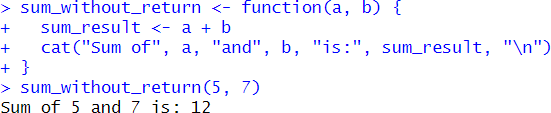 > sum_without_return <- function(a, b) {
+   sum_result <- a + b
+   cat("Sum of", a, "and", b, "is:", sum_result, "\n")
+ }
> sum_without_return(5, 7)
Sum of 5 and 7 is: 12